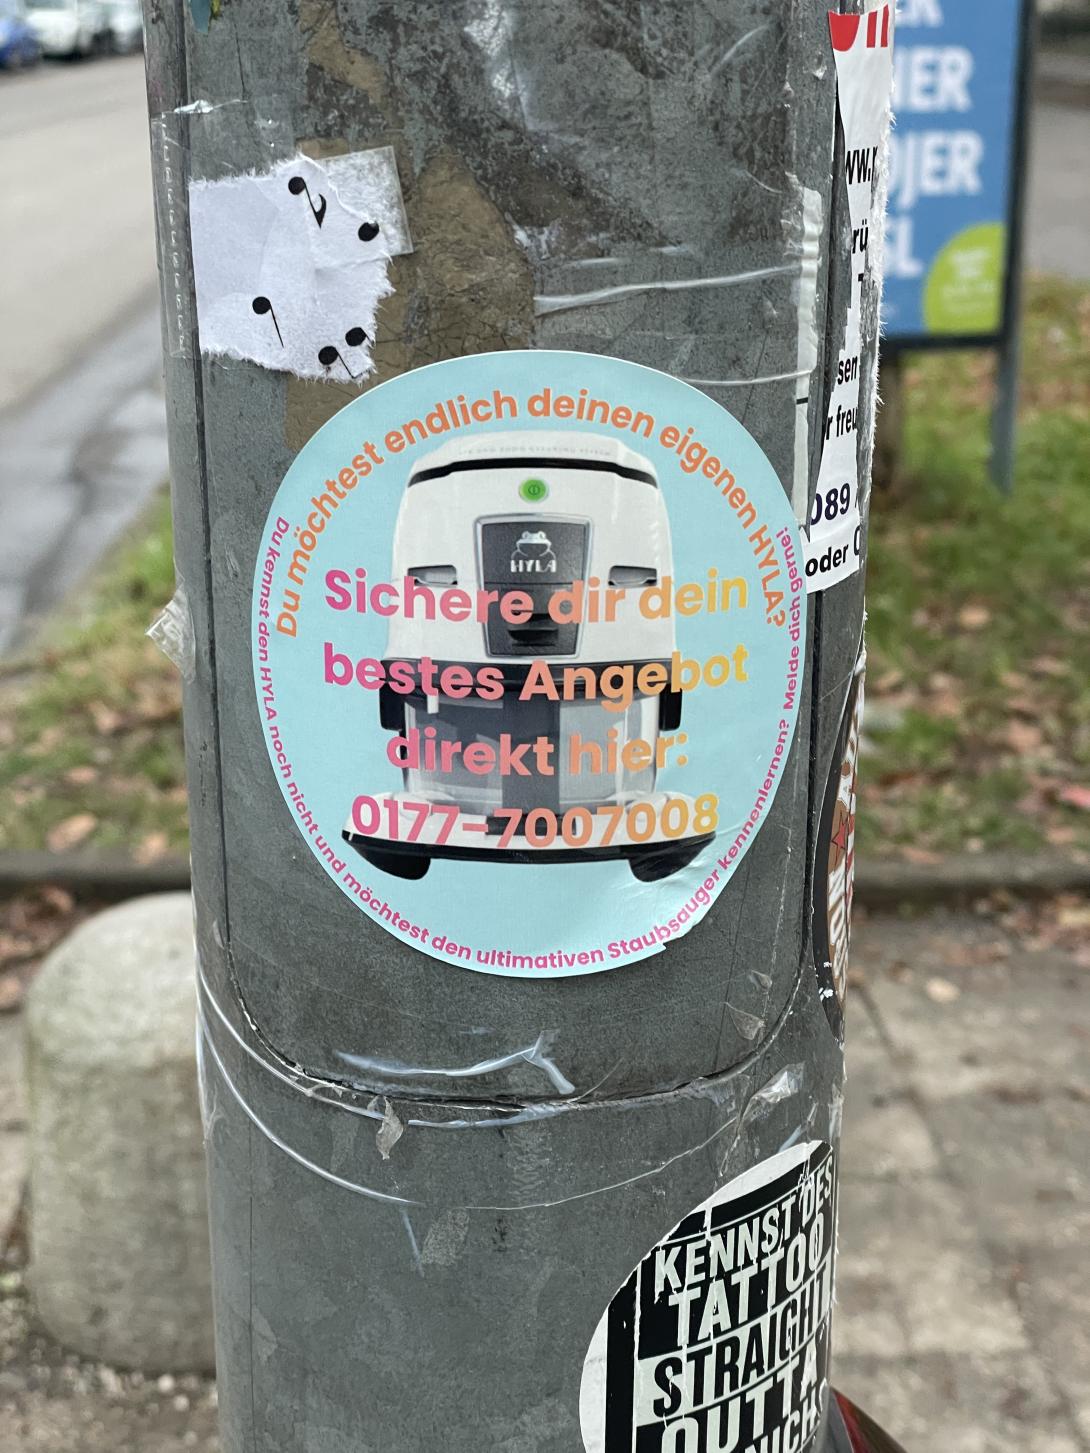 Du möchtest endlich deinen eigenen HYLA?
HYLA
Sichere dir dein
bestes Angebot
direkt hier:
0177-7007008
Du kennst den HYLA noch nicht und möchtest den ultimativen Staubsauger kennenlernen? Melde dich gerne!
089
oder
KENNST DES
TATTOO
STRAIGHT
OUTTA